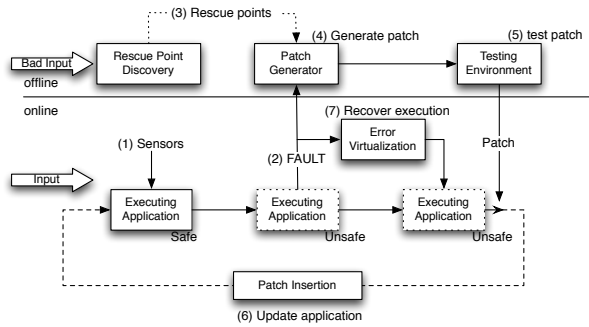 (3) Rescue points
(4) Generate patch
(5) test patch
Bad Input
Rescue Point
Discovery
Patch
Generator
Testing
Environment
offline
online
(7) Recover execution
(1) Sensors
Error
Virtualization
(2) FAULT
Patch
Input
Executing
Application
Executing
Application
Executing
Application
Safe
Unsafe
Unsafe
Patch Insertion
(6) Update application